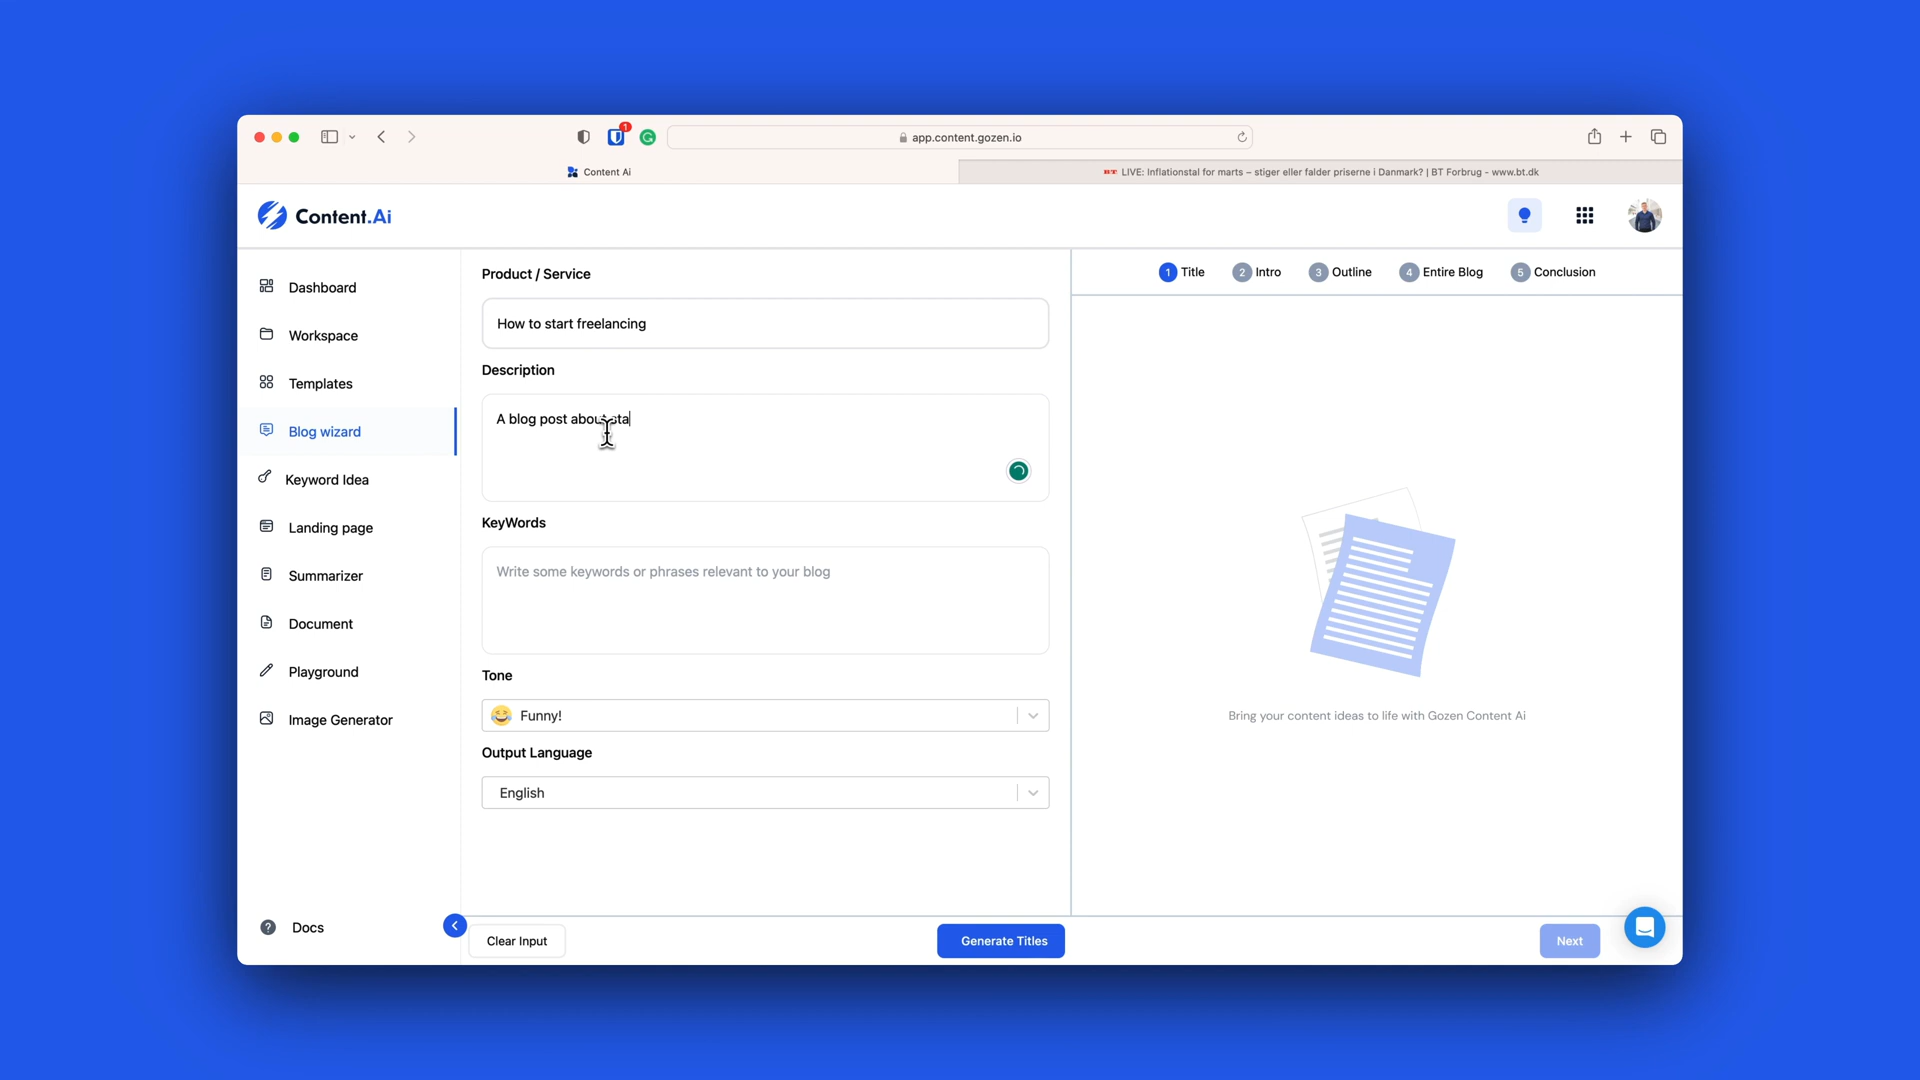 1
app.content.gozen.io
Content Ai
BT LIVE: Inflationstal for marts – stiger eller falder priserne i Danmark? | BT Forbrug - www.bt.dk
Content.Ai
Dashboard
Workspace
Templates
Blog wizard
Keyword Idea
Landing page
Summarizer
Document
Playground
Image Generator
? Docs
Product / Service
How to start freelancing
Description
A blog post about sta
KeyWords
Write some keywords or phrases relevant to your blog
Tone
Funny!
Output Language
English
Clear Input
Generate Titles
1 Title 2 Intro 3 Outline 4 Entire Blog 5 Conclusion
Bring your content ideas to life with Gozen Content Ai
Next